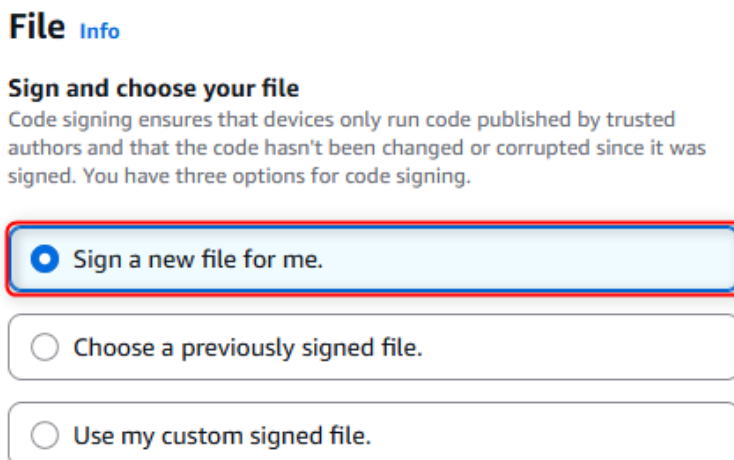 File Info
Sign and choose your file
Code signing ensures that devices only run code published by trusted
authors and that the code hasn't been changed or corrupted since it was
signed. You have three options for code signing.
Sign a new file for me.
Choose a previously signed file.
Use my custom signed file.